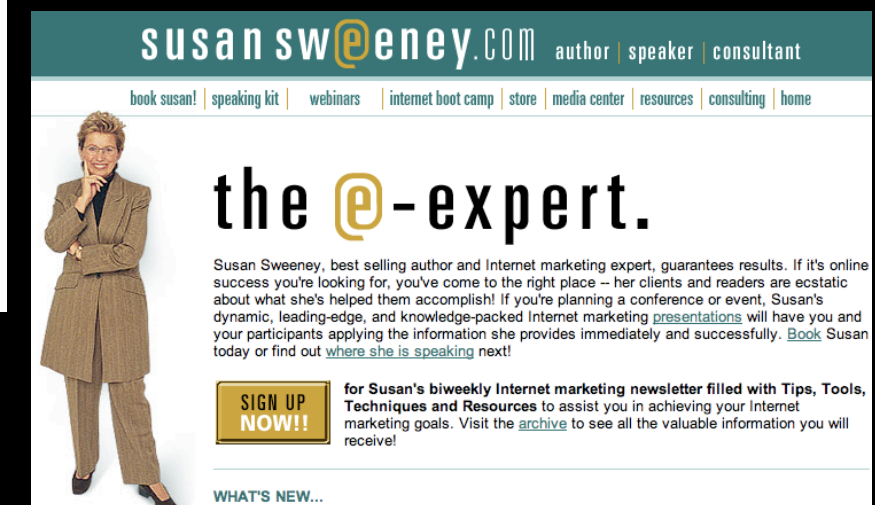 susan sw@eney.com author | speaker | consultant
book susan! | speaking kit | webinars | internet boot camp | store | media center | resources | consulting | home
the @-expert.
Susan Sweeney, best selling author and Internet marketing expert, guarantees results. If it's online
success you're looking for, you've come to the right place -- her clients and readers are ecstatic
about what she's helped them accomplish! If you're planning a conference or event, Susan's
dynamic, leading-edge, and knowledge-packed Internet marketing presentations will have you and
your participants applying the information she provides immediately and successfully. Book Susan
today or find out where she is speaking next!
SIGN UP
NOW!!
for Susan's biweekly Internet marketing newsletter filled with Tips, Tools,
Techniques and Resources to assist you in achieving your Internet
marketing goals. Visit the archive to see all the valuable information you will
receive!
WHAT'S NEW...